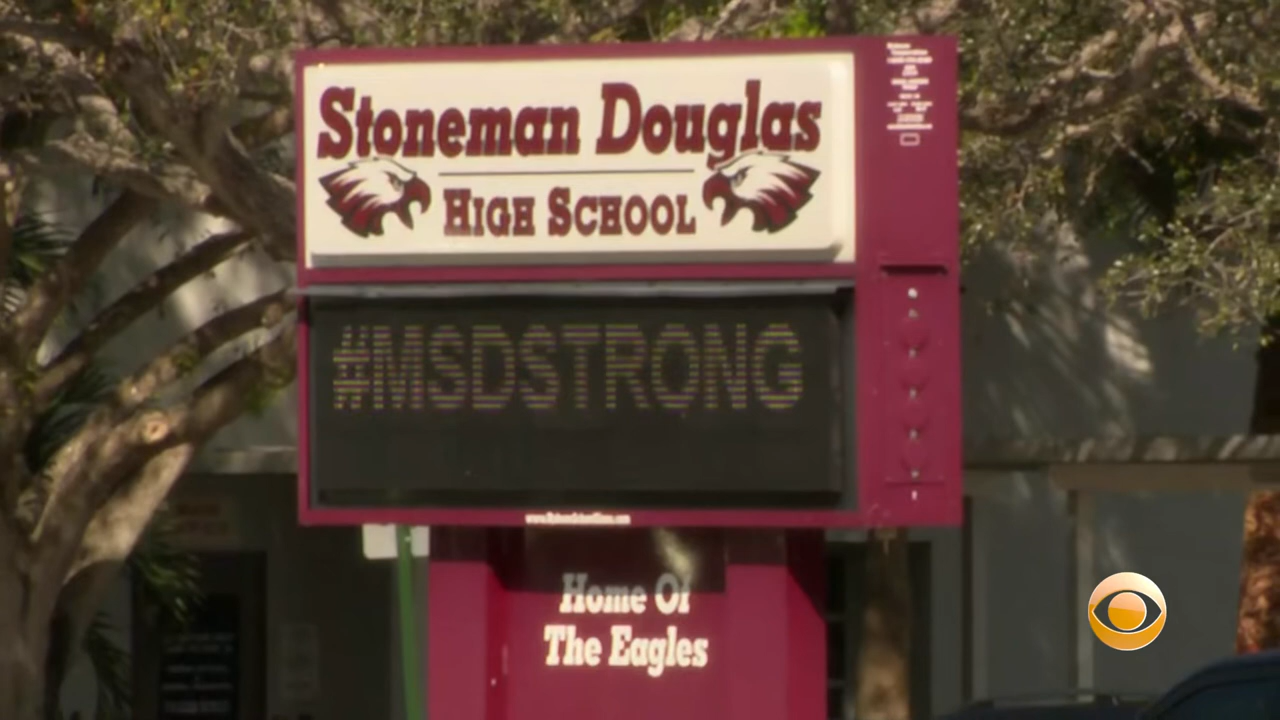 Stoneman Douglas
High School
#MSDSTRONG
Home Of
The Eagles